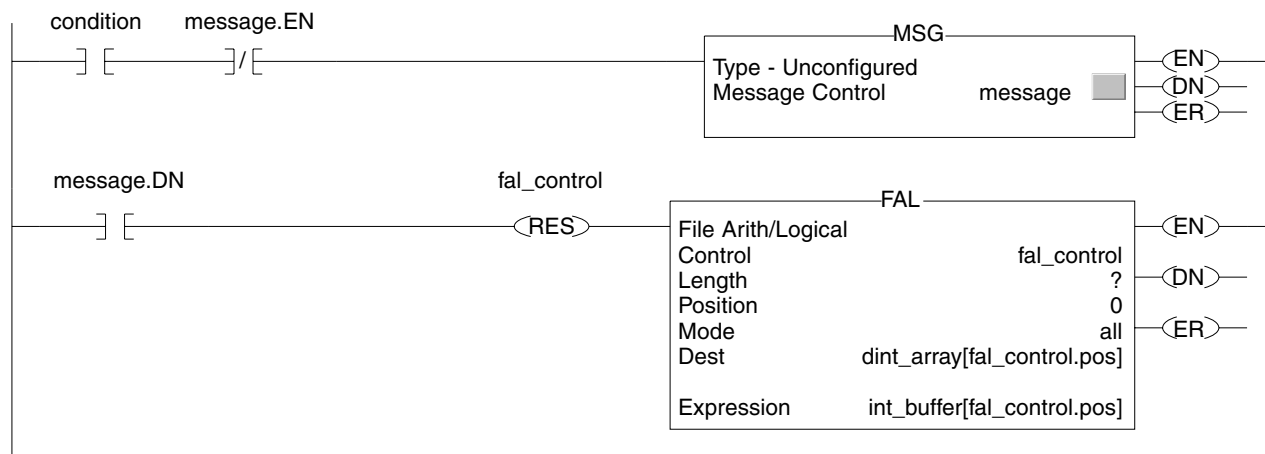 condition message.EN
MSG
Type - Unconfigured
Message Control message
EN
DN
ER
/
message.DN fal_control
RES
FAL
File Arith/Logical
Control fal_control
Length ?
Position 0
Mode all
Dest dint_array[fal_control.pos]
Expression int_buffer[fal_control.pos]
EN
DN
ER